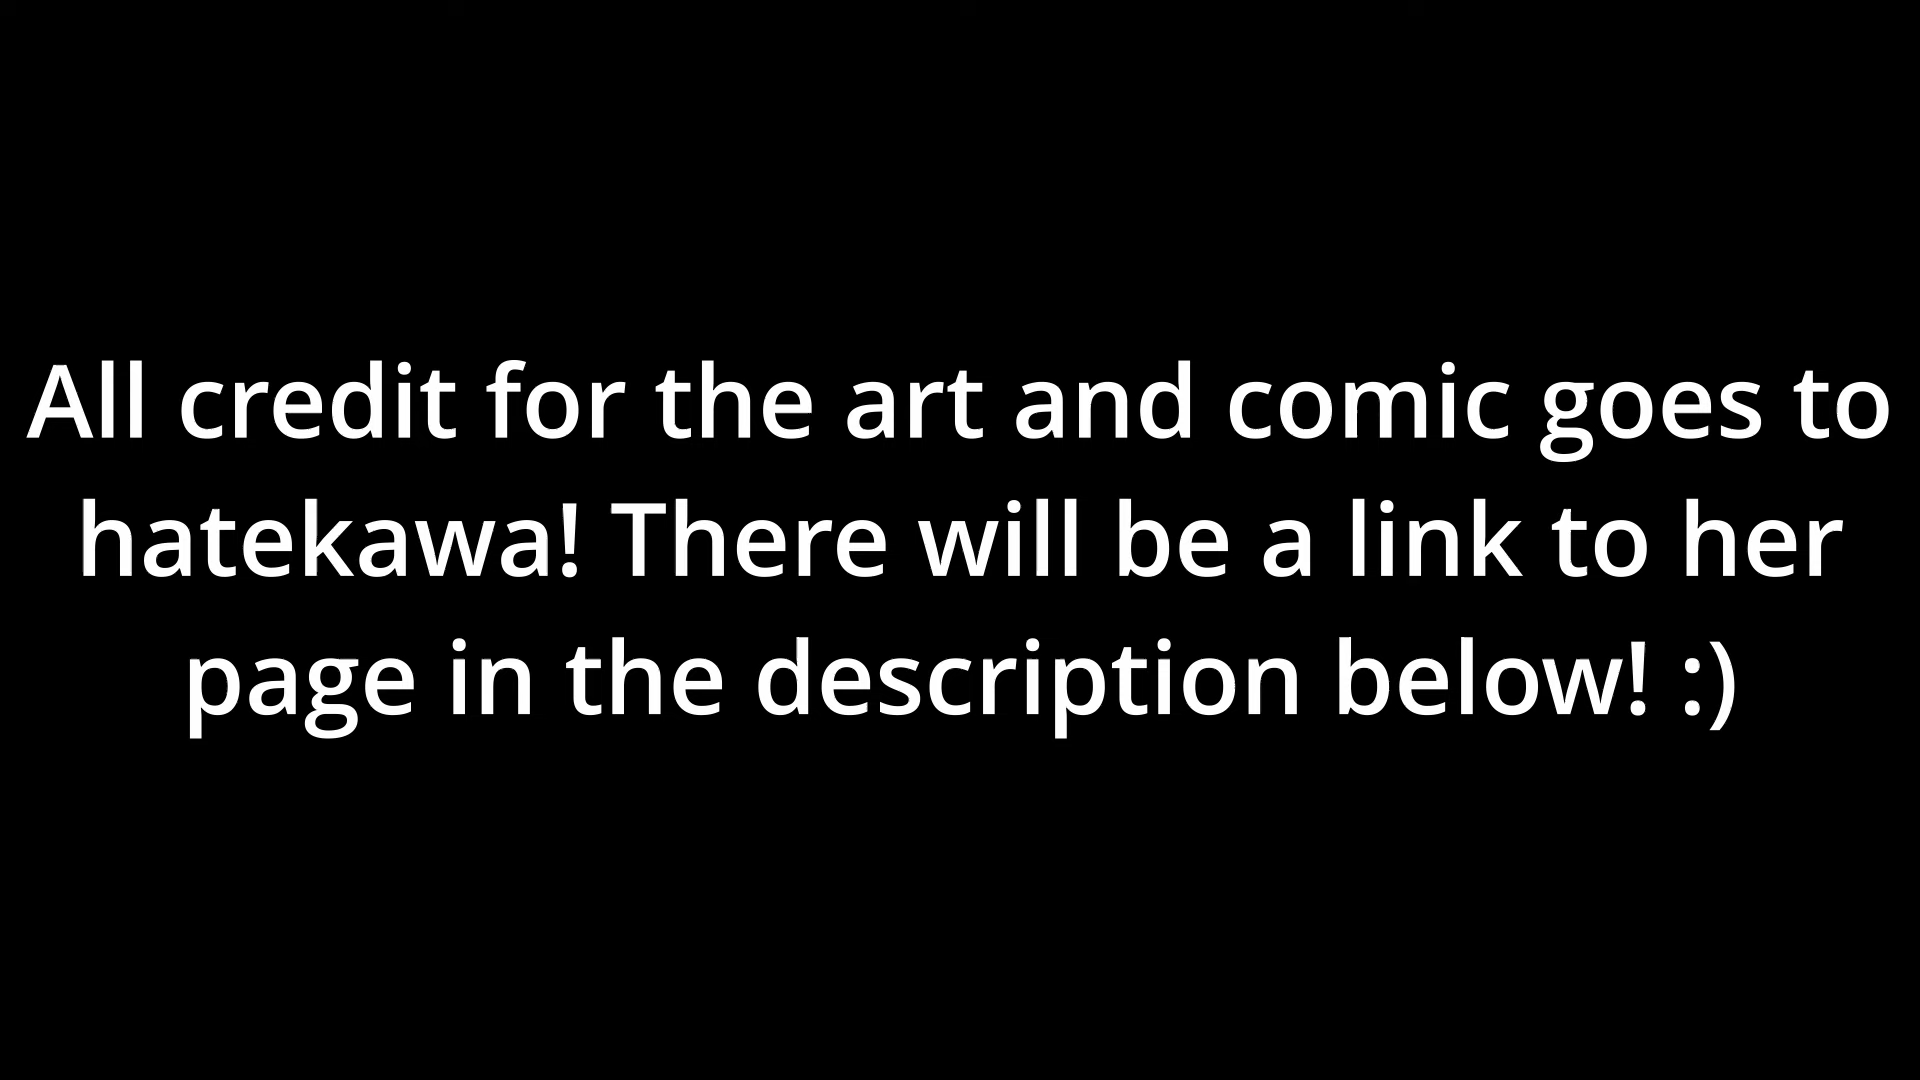 All credit for the art and comic goes to
hatekawa! There will be a link to her
page in the description below! :)